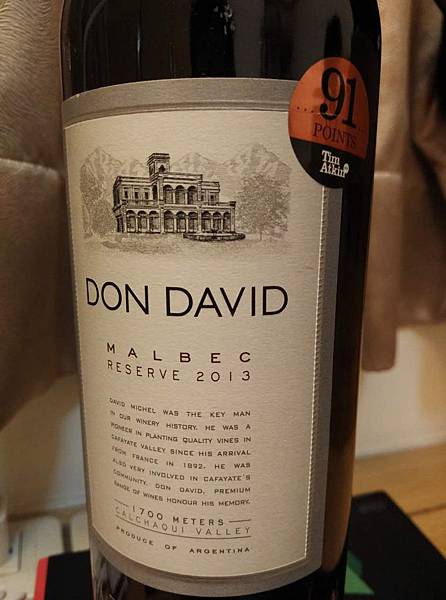 91
POINTS
Tim
Atkin
DON DAVID
MALBEC
RESERVE 2013
DAVID MICHEL WAS THE KEY MAN
IN OUR WINERY HISTORY. HE WAS A
PIONEER IN PLANTING QUALITY VINES IN
CAFAYATE VALLEY SINCE HIS ARRIVAL
FROM FRANCE IN 1892. HE WAS
ALSO VERY INVOLVED IN CAFAYATE'S
COMMUNITY. DON DAVID, PREMIUM
RANGE OF WINES HONOUR HIS MEMORY.
1700 METERS
CALCHAQUI VALLEY
PRODUCE OF ARGENTINA